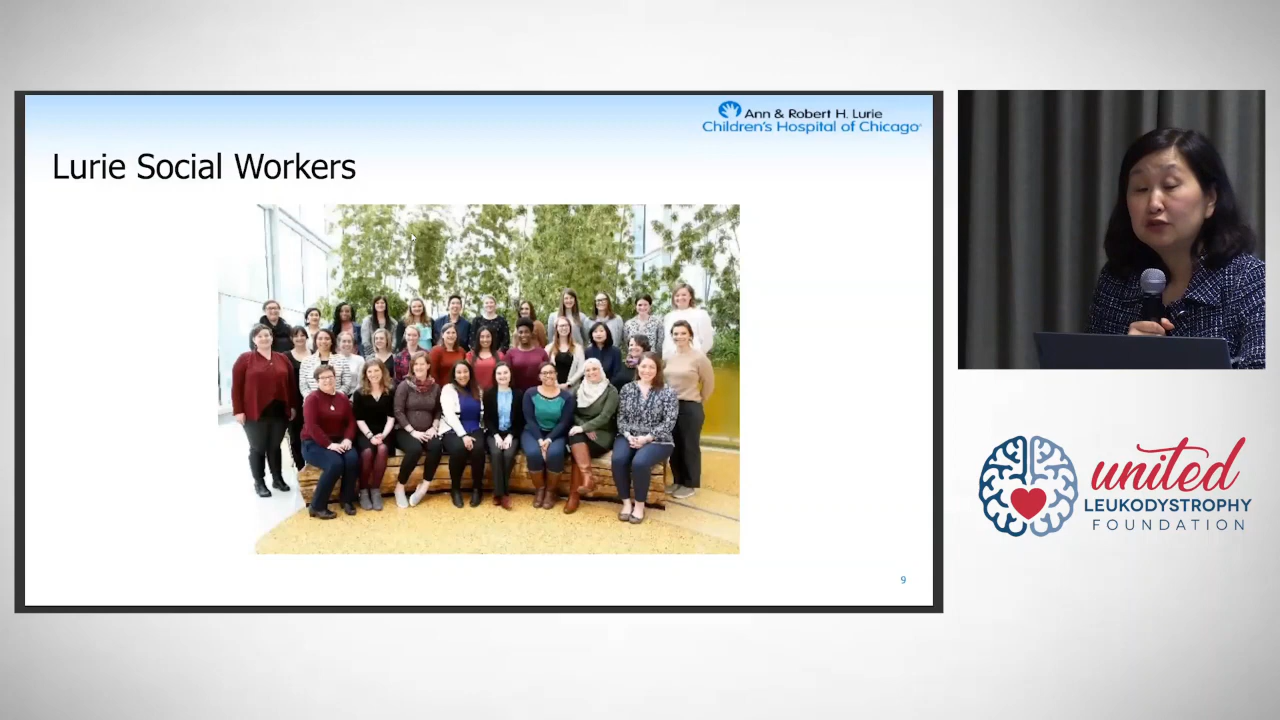 Ann & Robert H. Lurie
Children's Hospital of Chicago
Lurie Social Workers
9
united
LEUKODYSTROPHY
FOUNDATION